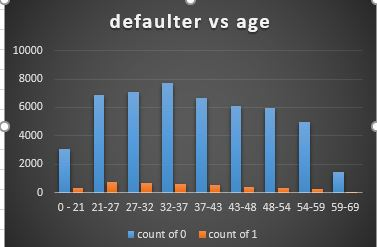 defaulter vs age
10000
8000
6000
4000
2000
0
0 - 21 21-27 27-32 32-37 37-43 43-48 48-54 54-59 59-69
count of 0 count of 1